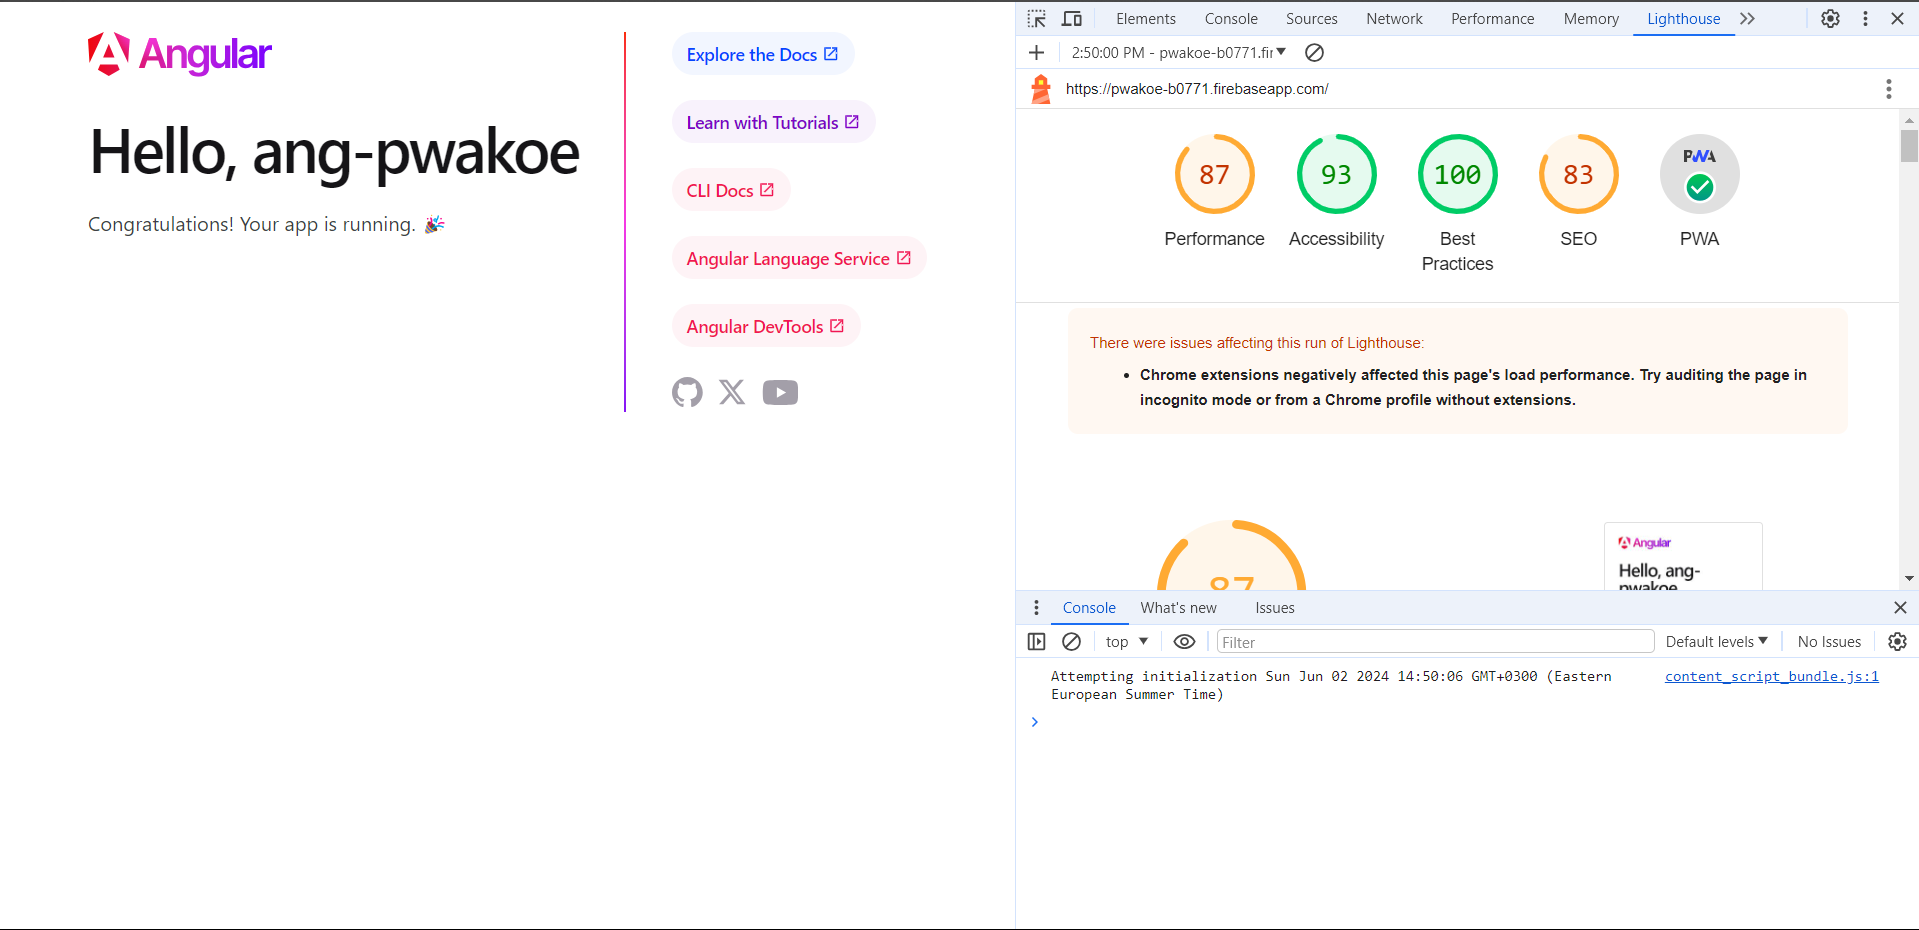 Angular
Hello, ang-pwakoe
Congratulations! Your app is running. 🎉
Explore the Docs
Learn with Tutorials
CLI Docs
Angular Language Service
Angular DevTools
Elements Console Sources Network Performance Memory Lighthouse
2:50:00 PM - pwakoe-b0771.fir
https://pwakoe-b0771.firebaseapp.com/
87 93 100 83 PWA
Performance Accessibility Best Practices SEO PWA
There were issues affecting this run of Lighthouse:
• Chrome extensions negatively affected this page's load performance. Try auditing the page in
incognito mode or from a Chrome profile without extensions.
87
Angular
Hello, ang-
pwakoe
Console What's new Issues
top Filter Default levels No Issues
Attempting initialization Sun Jun 02 2024 14:50:06 GMT+0300 (Eastern content_script_bundle.js:1
European Summer Time)